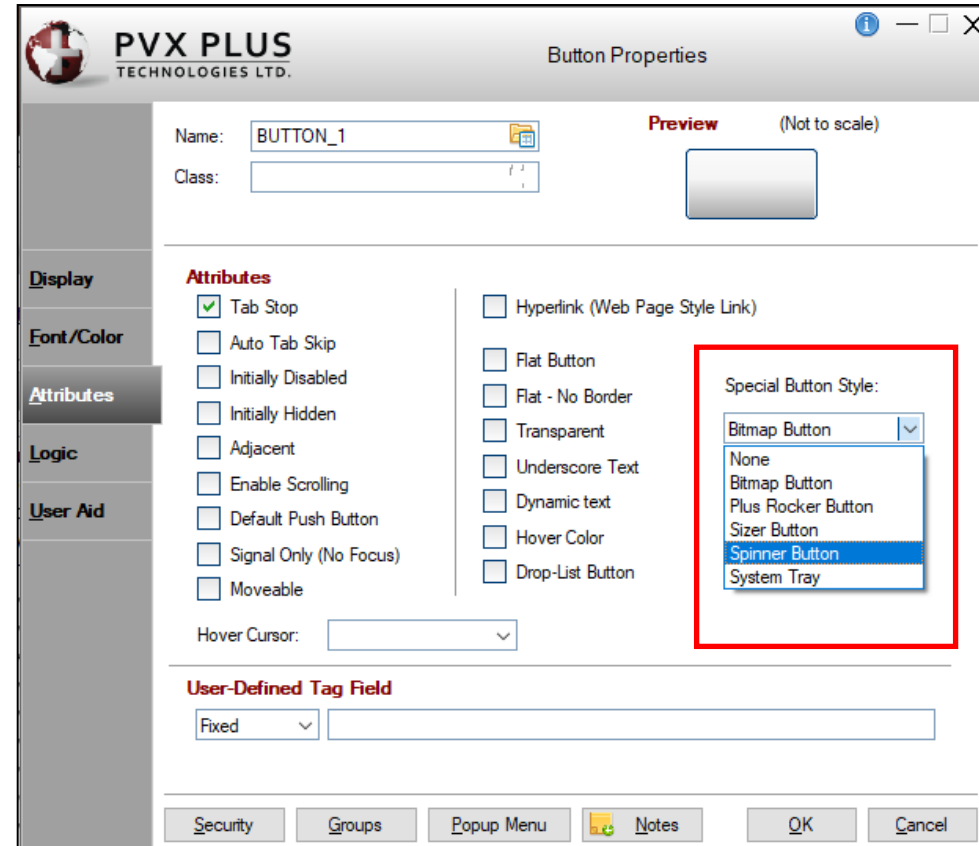 PVX PLUS
TECHNOLOGIES LTD.
Button Properties
Name: BUTTON_1
Class:
Preview (Not to scale)
Display
Font/Color
Attributes
Logic
User Aid
Attributes
Tab Stop
Auto Tab Skip
Initially Disabled
Initially Hidden
Adjacent
Enable Scrolling
Default Push Button
Signal Only (No Focus)
Moveable
Hyperlink (Web Page Style Link)
Flat Button
Flat - No Border
Transparent
Underscore Text
Dynamic text
Hover Color
Drop-List Button
Special Button Style:
Bitmap Button
None
Bitmap Button
Plus Rocker Button
Sizer Button
Spinner Button
System Tray
Hover Cursor:
User-Defined Tag Field
Fixed
Security Groups Popup Menu Notes OK Cancel